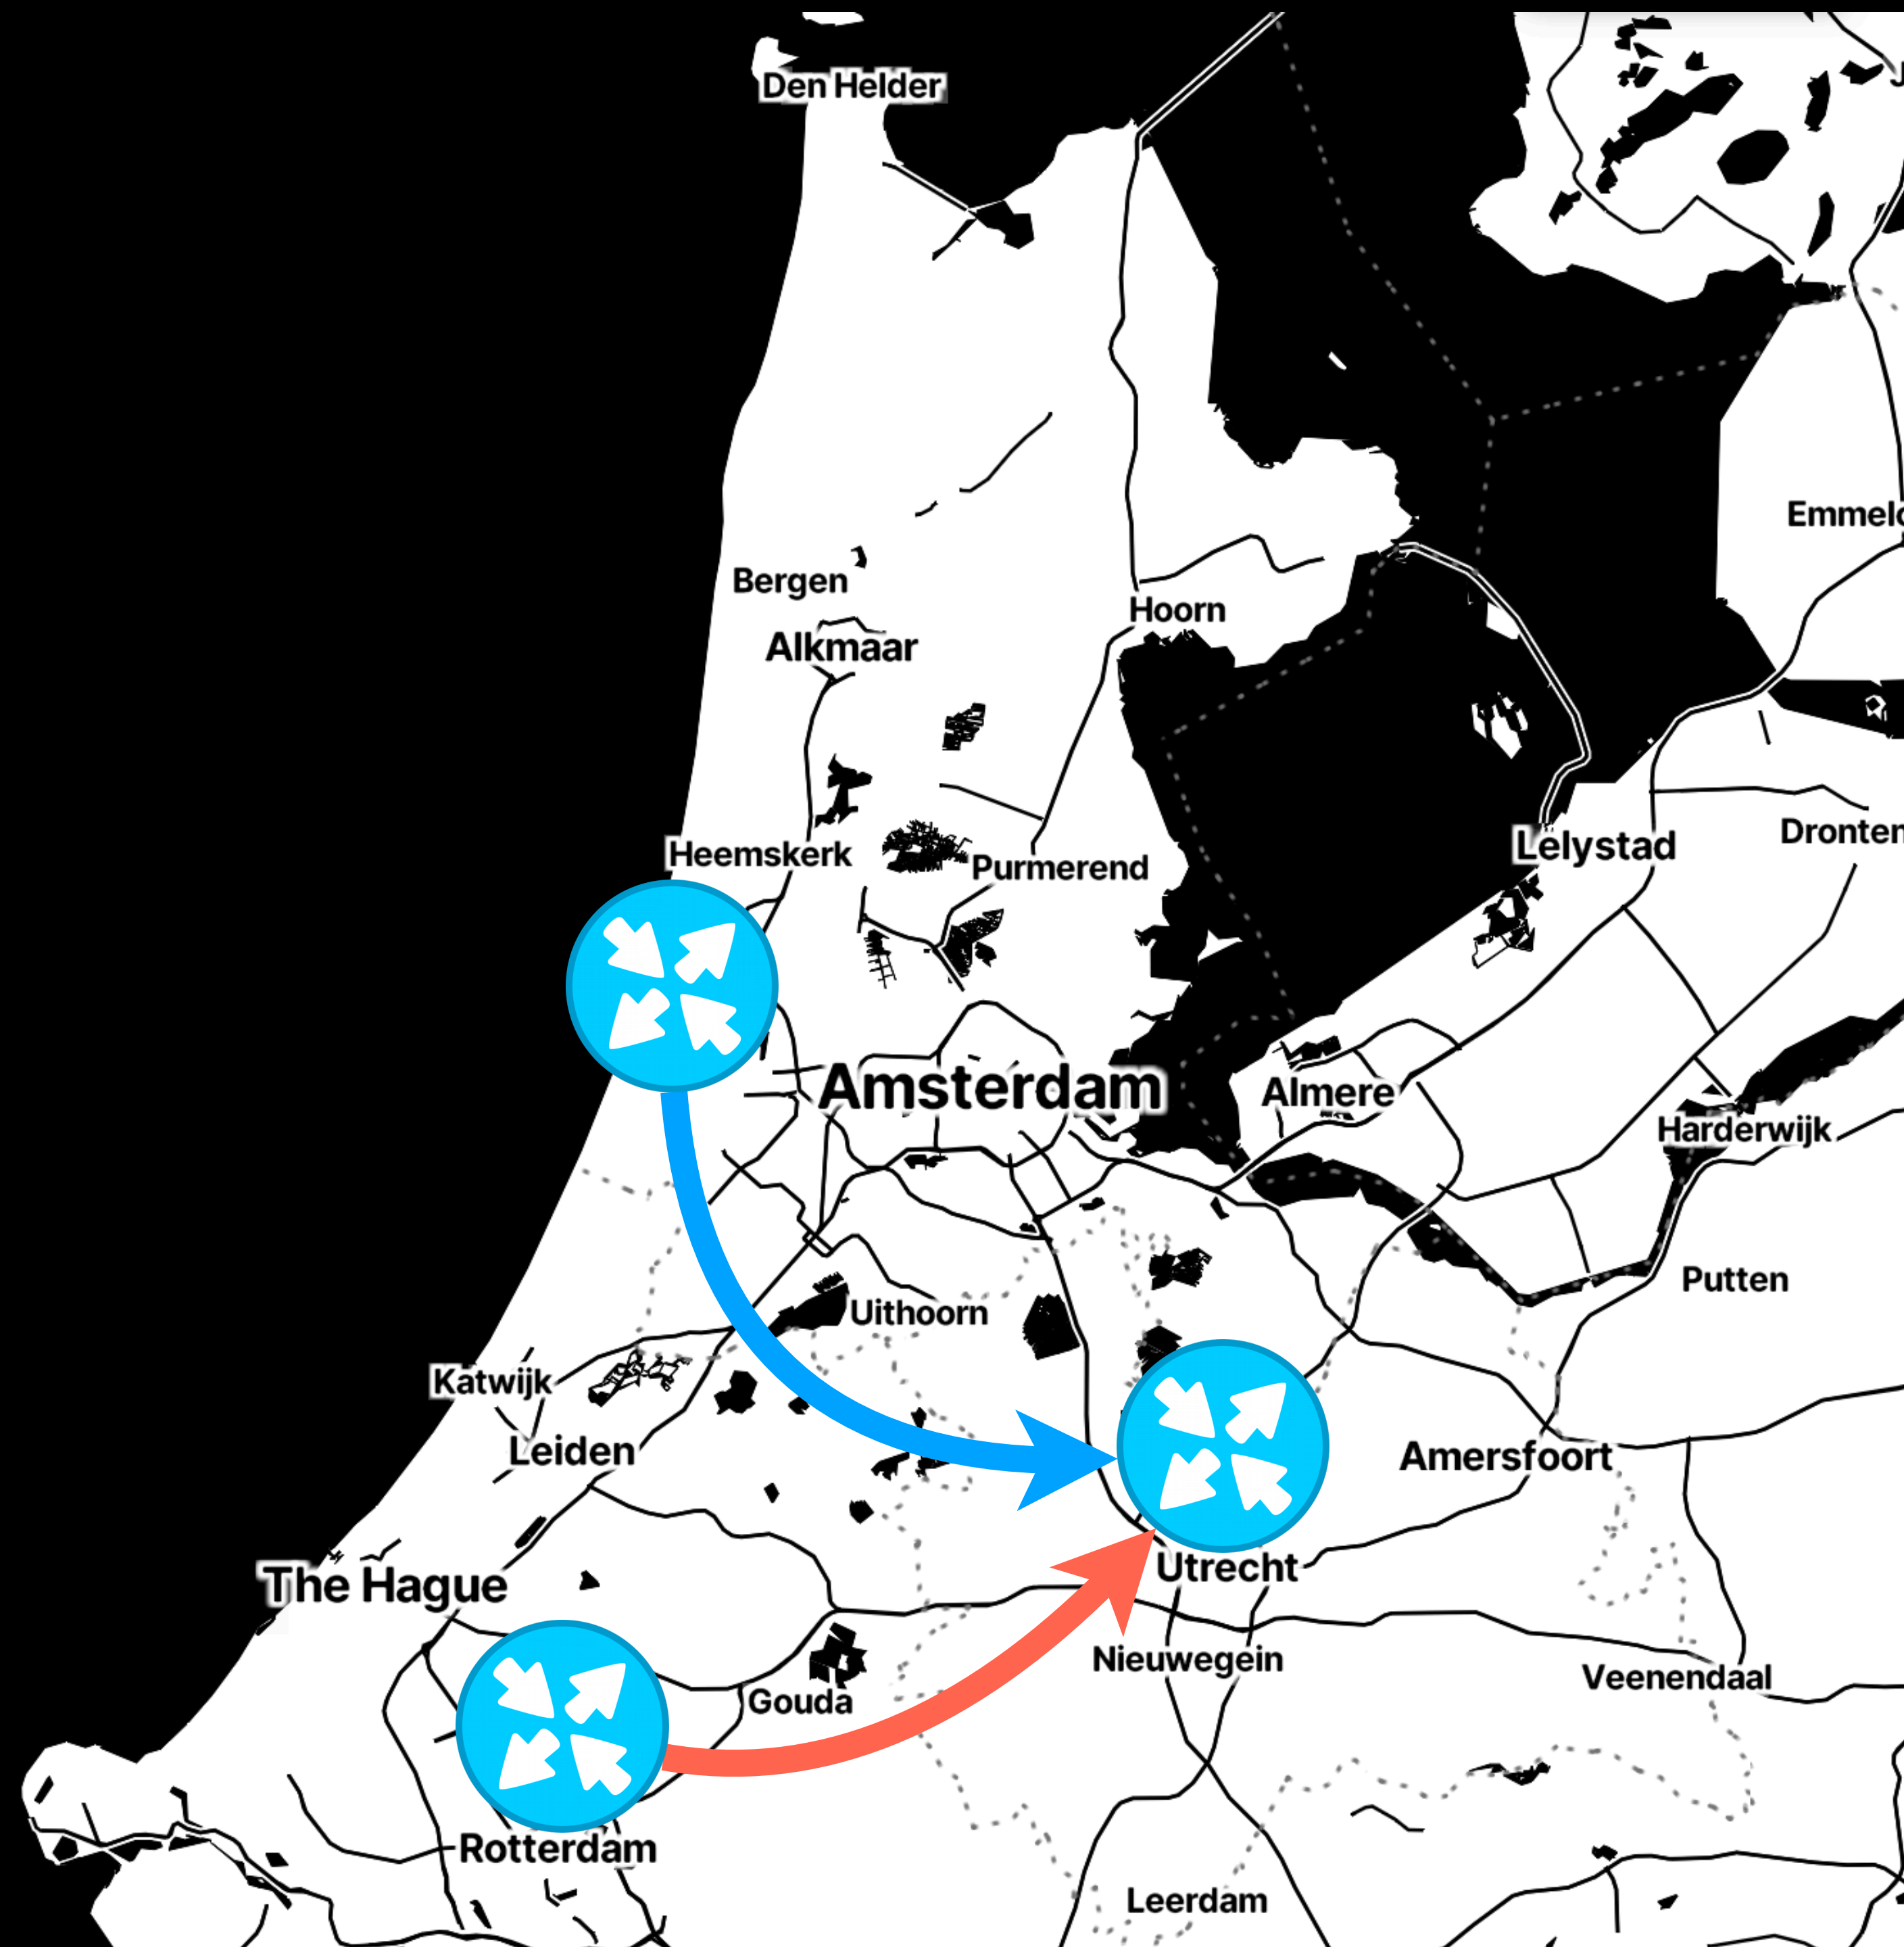 Den Helder
Emmelo
Bergen
Hoorn
Alkmaar
Lelystad
Dronten
Heemskerk
Purmerend
Amsterdam
Almere
Harderwijk
Putten
Uithoorn
Katwijk
Leiden
Amersfoort
The Hague
Utrecht
Nieuwegein
Veenendaal
Gouda
Rotterdam
Leerdam